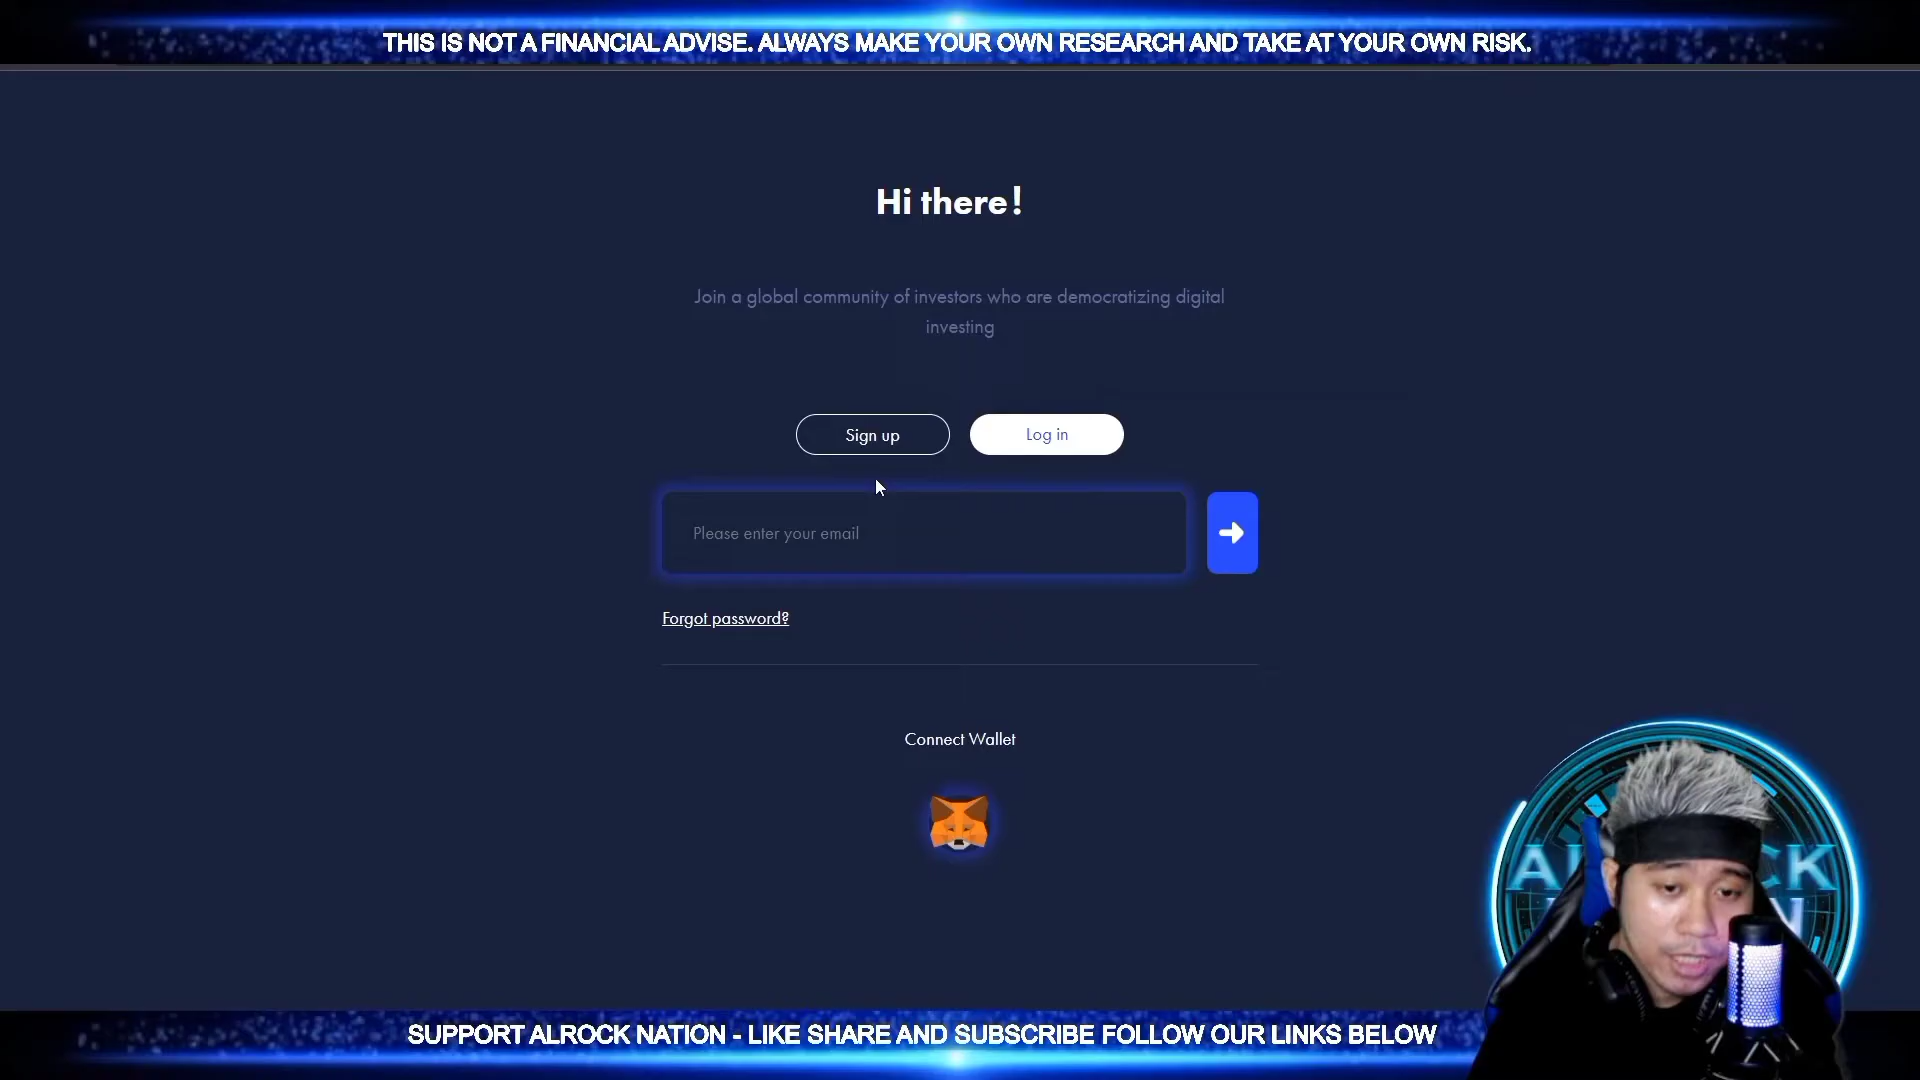 THIS IS NOT A FINANCIAL ADVISE. ALWAYS MAKE YOUR OWN RESEARCH AND TAKE AT YOUR OWN RISK.
Hi there!
Join a global community of investors who are democratizing digital
investing
Sign up
Log in
Please enter your email
Forgot password?
Connect Wallet
SUPPORT ALROCK NATION - LIKE SHARE AND SUBSCRIBE FOLLOW OUR LINKS BELOW